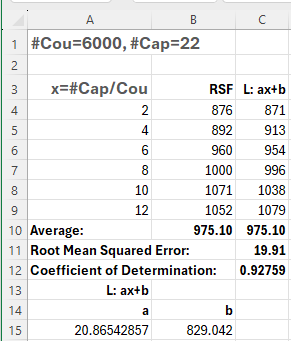 A B C
1 #Cou=6000, #Cap=22
2
3 x=#Cap/Cou RSF L: ax+b
4 2 876 871
5 4 892 913
6 6 960 954
7 8 1000 996
8 10 1071 1038
9 12 1052 1079
10 Average: 975.10 975.10
11 Root Mean Squared Error: 19.91
12 Coefficient of Determination: 0.92759
13 L: ax+b
14 a b
15 20.86542857 829.042